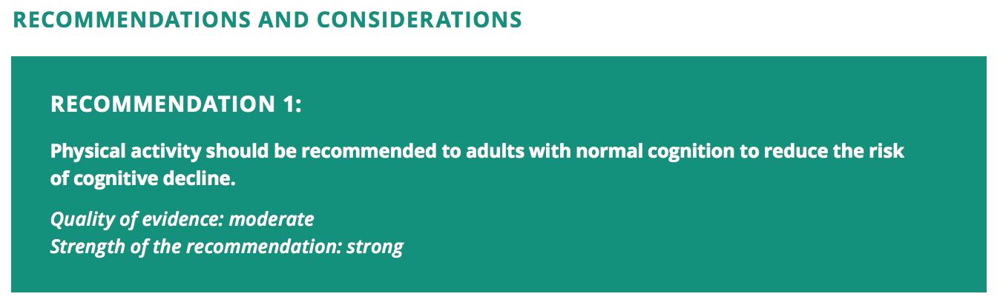 RECOMMENDATIONS AND CONSIDERATIONS
RECOMMENDATION 1:
Physical activity should be recommended to adults with normal cognition to reduce the risk
of cognitive decline.
Quality of evidence: moderate
Strength of the recommendation: strong